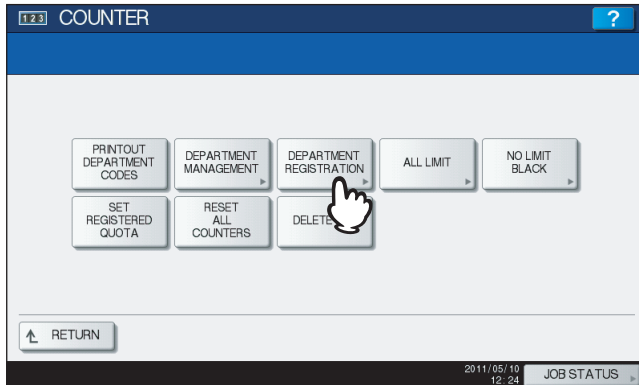 123 COUNTER ?
PRINTOUT
DEPARTMENT
CODES
DEPARTMENT
MANAGEMENT
DEPARTMENT
REGISTRATION
ALL LIMIT
NO LIMIT
BLACK
SET
REGISTERED
QUOTA
RESET
ALL
COUNTERS
DELETE
RETURN
2011/05/10
12:24
JOB STATUS